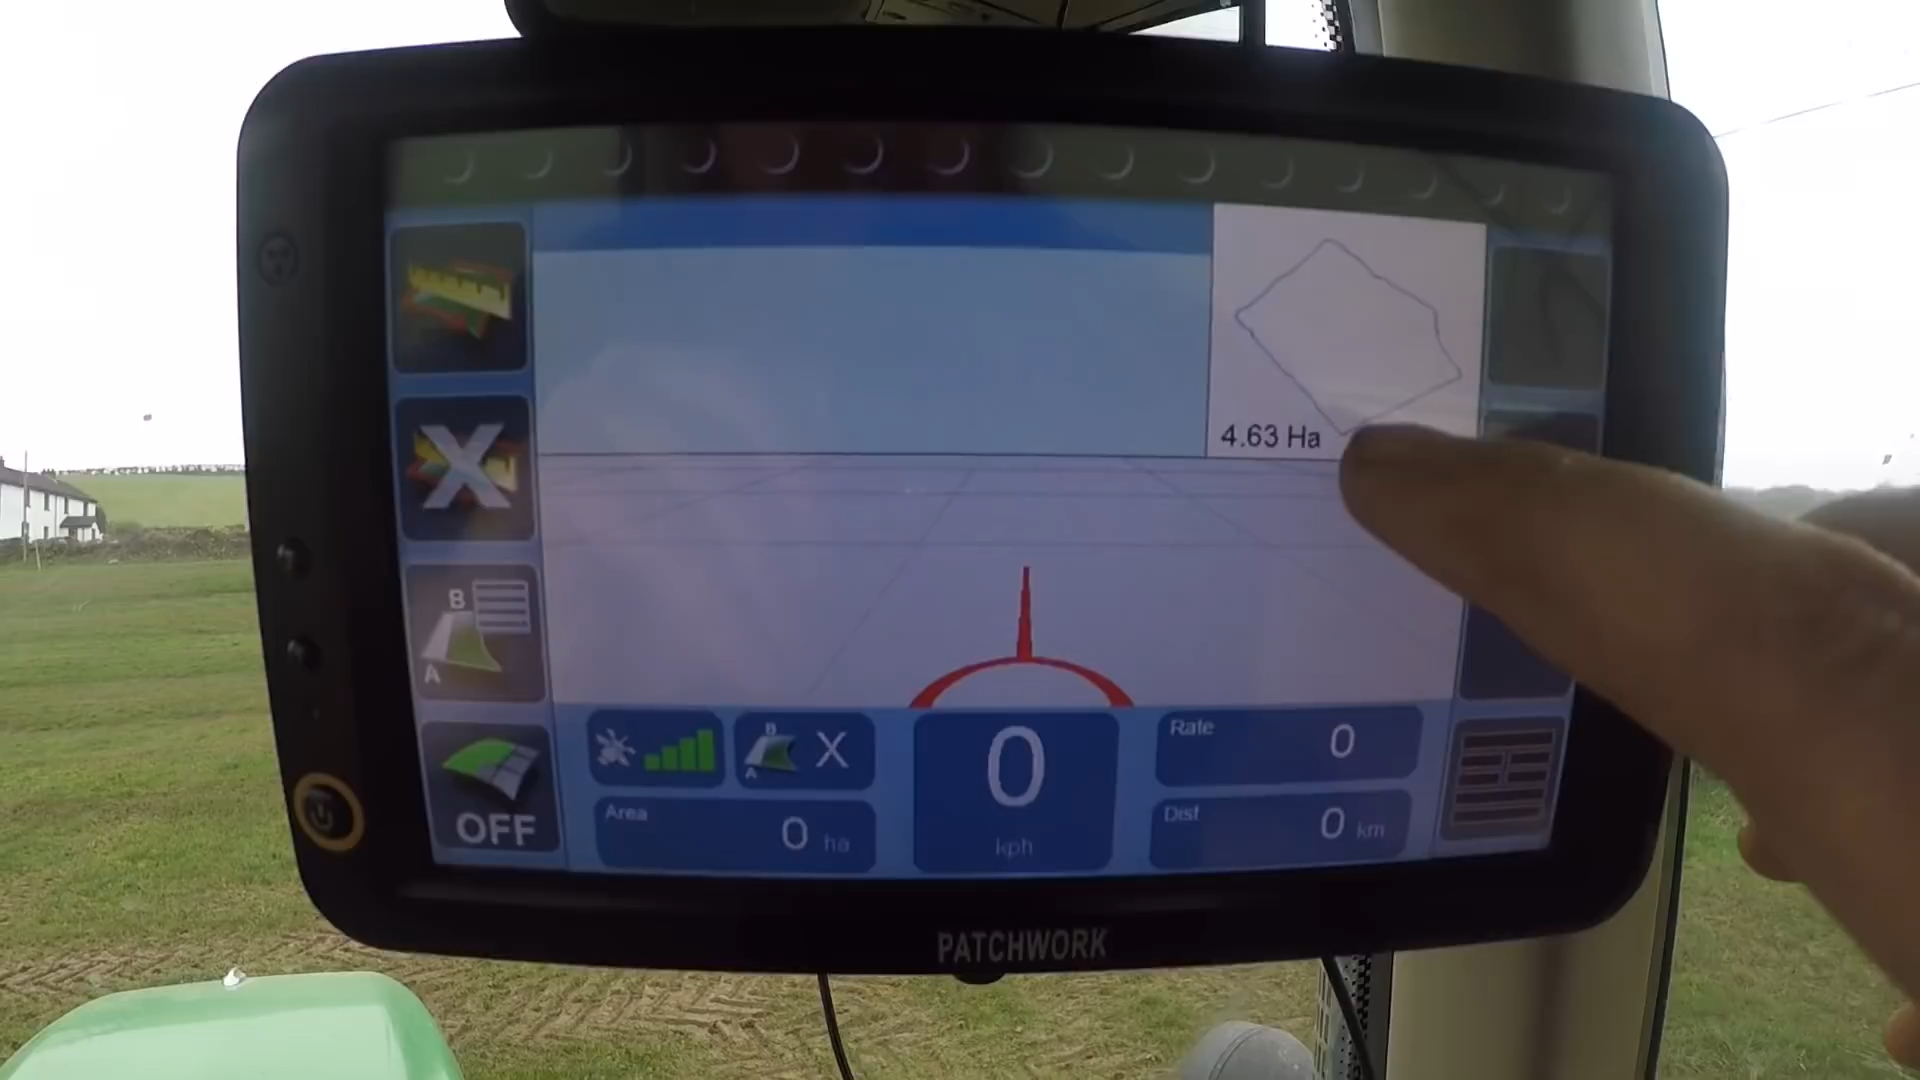 4.63 Ha
X
B
A
OFF
B
A
X
Area
0 ha
0
kph
Rate
0
Dist
0 km
PATCHWORK